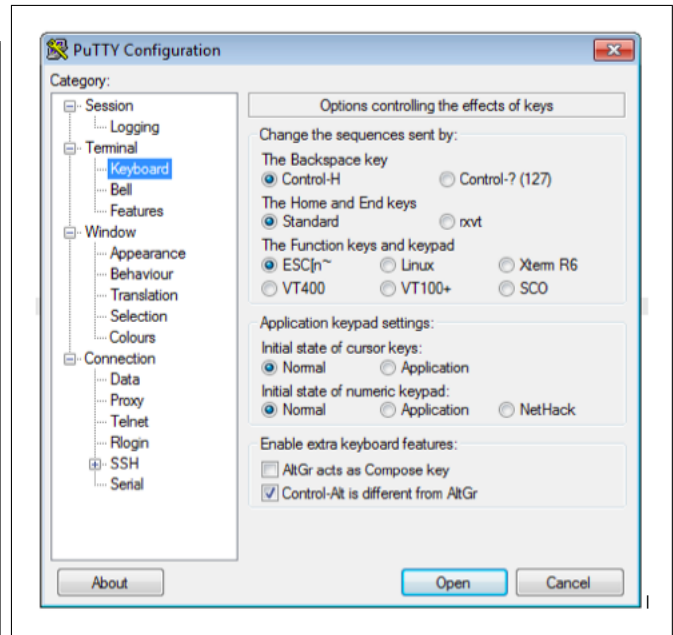 PuTTY Configuration
Category:
Session
Logging
Terminal
Keyboard
Bell
Features
Window
Appearance
Behaviour
Translation
Selection
Colours
Connection
Data
Proxy
Telnet
Rlogin
SSH
Serial
Options controlling the effects of keys
Change the sequences sent by:
The Backspace key
Control-H Control-? (127)
The Home and End keys
Standard rxvt
The Function keys and keypad
ESC[n~ Linux Xterm R6
VT400 VT100+ SCO
Application keypad settings:
Initial state of cursor keys:
Normal Application
Initial state of numeric keypad:
Normal Application NetHack
Enable extra keyboard features:
AltGr acts as Compose key
Control-Alt is different from AltGr
About Open Cancel